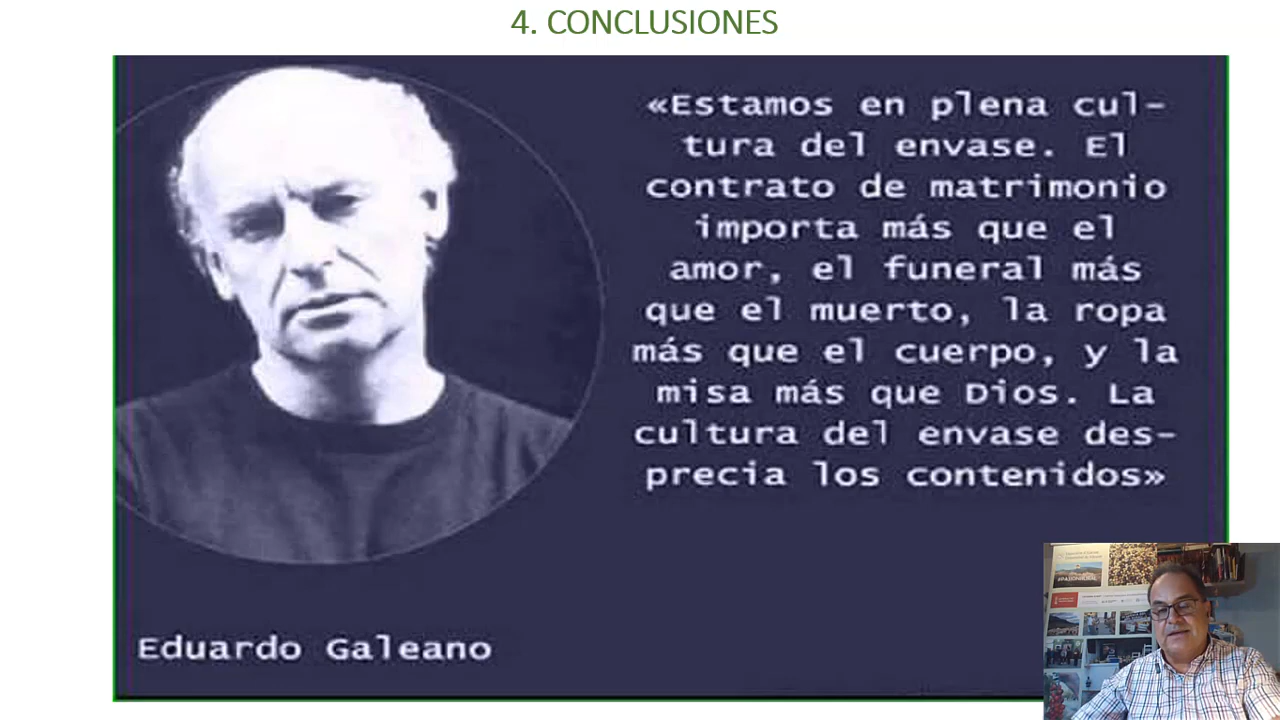 4. CONCLUSIONES
«Estamos en plena cul-
tura del envase. El
contrato de matrimonio
importa más que el
amor, el funeral más
que el muerto, la ropa
más que el cuerpo, y la
misa más que Dios. La
cultura del envase des-
precia los contenidos»
Eduardo Galeano